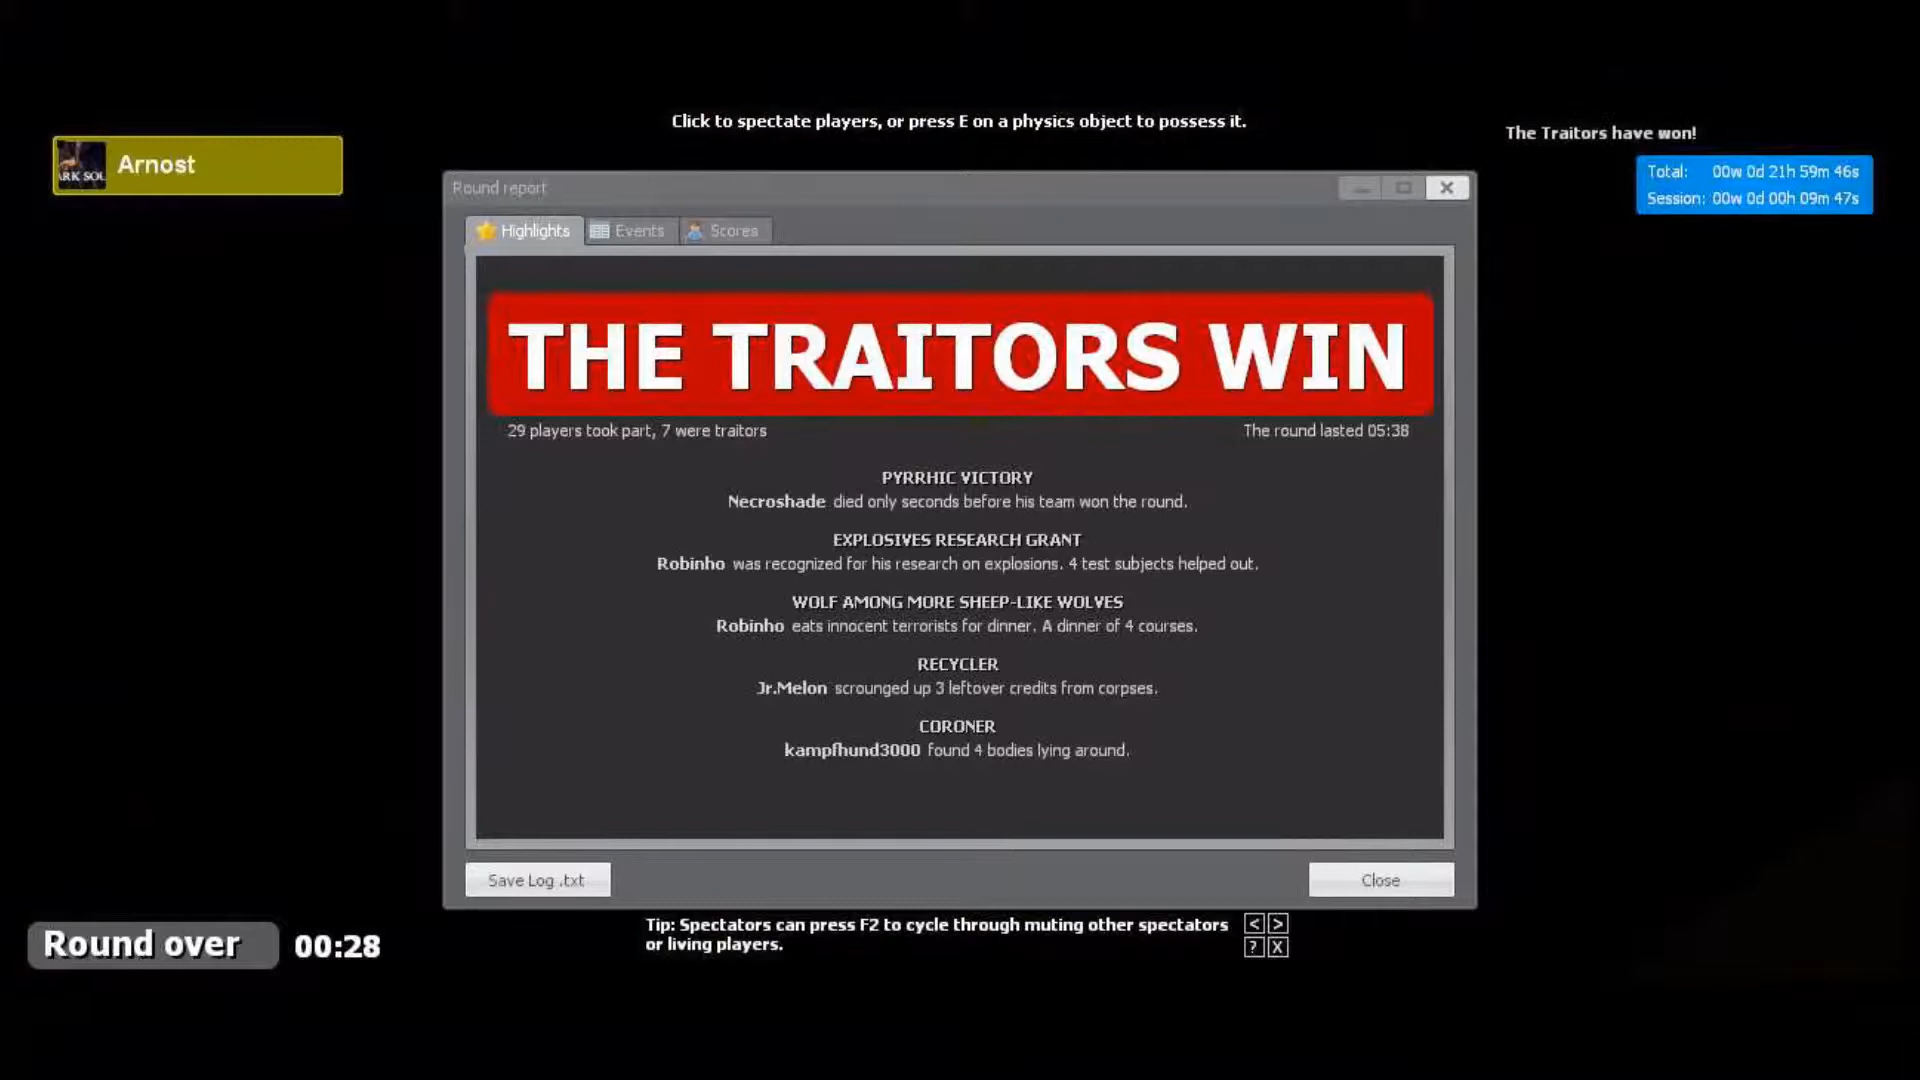 Click to spectate players, or press E on a physics object to possess it.
The Traitors have won!
ARK SOU
Arnost
Total: 00w 0d 21h 59m 46s
Session: 00w 0d 00h 09m 47s
Round report
Highlights
Events
Scores
THE TRAITORS WIN
29 players took part, 7 were traitors
The round lasted 05:38
PYRRHIC VICTORY
Necroshade died only seconds before his team won the round.
EXPLOSIVES RESEARCH GRANT
Robinho was recognized for his research on explosions. 4 test subjects helped out.
WOLF AMONG MORE SHEEP-LIKE WOLVES
Robinho eats innocent terrorists for dinner. A dinner of 4 courses.
RECYCLER
Jr.Melon scrounged up 3 leftover credits from corpses.
CORONER
kampfhund3000 found 4 bodies lying around.
Save Log .txt
Close
Tip: Spectators can press F2 to cycle through muting other spectators
or living players.
< >
? X
Round over 00:28